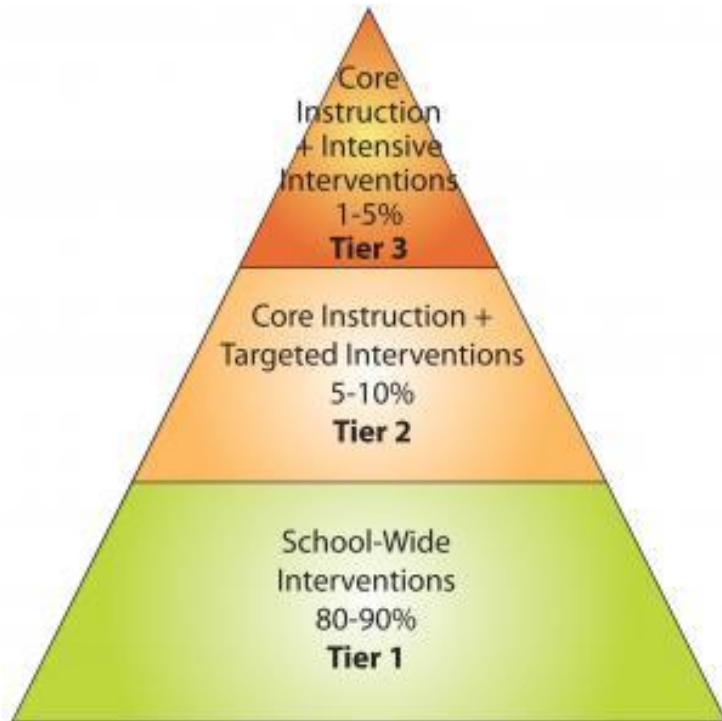 Core
Instruction
+ Intensive
Interventions
1-5%
Tier 3
Core Instruction +
Targeted Interventions
5-10%
Tier 2
School-Wide
Interventions
80-90%
Tier 1